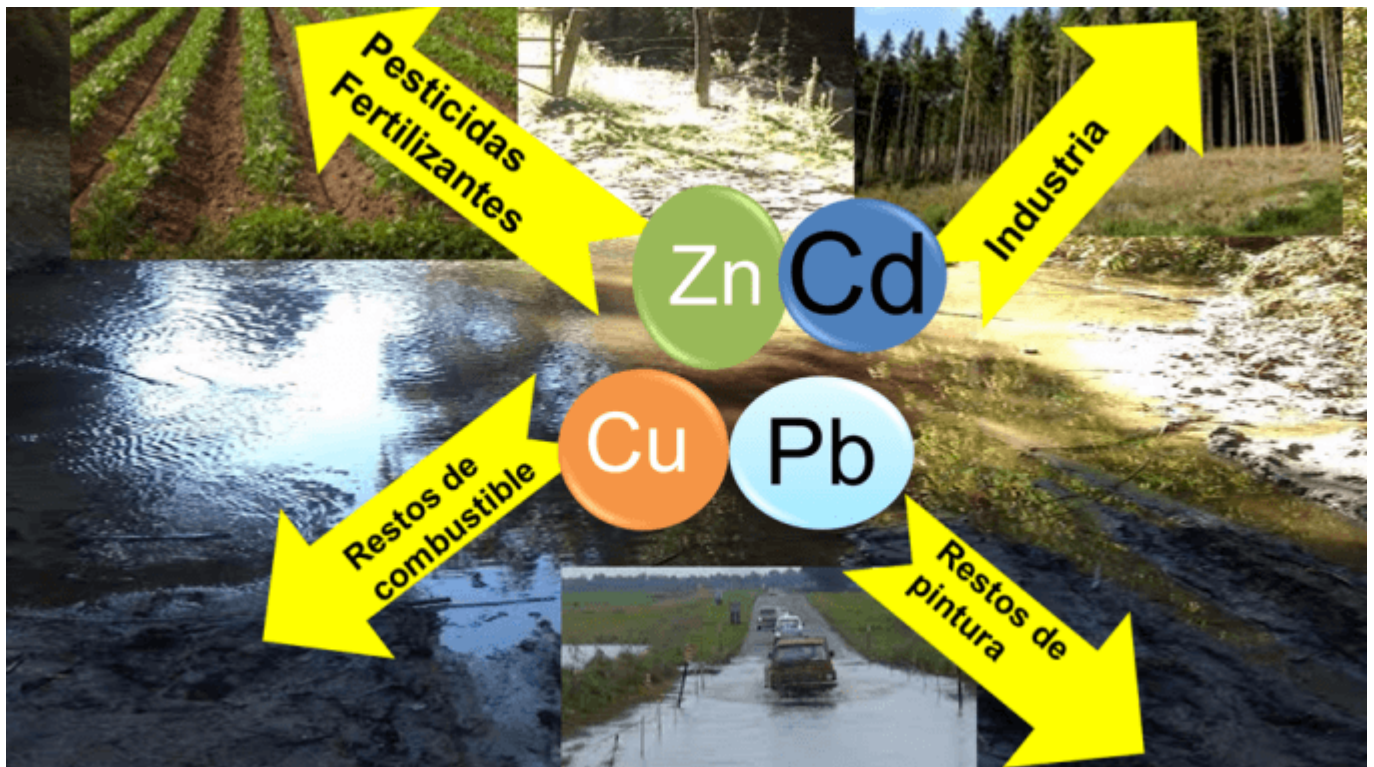 Pesticidas
Fertilizantes
Industria
Zn
Cd
Cu
Pb
Restos de
combustible
Restos de
pintura